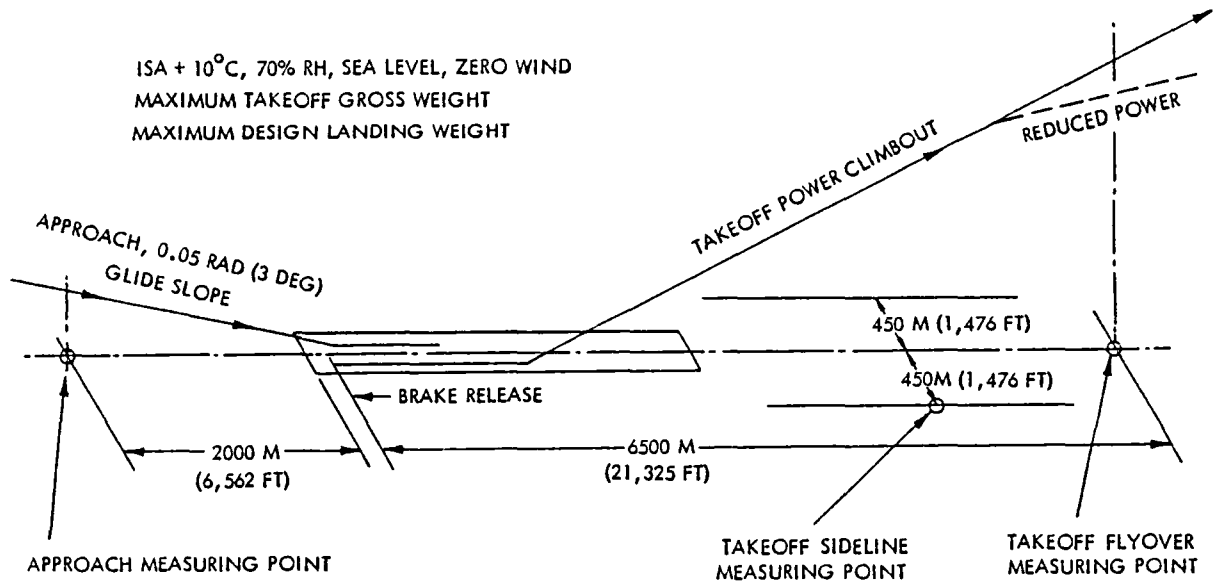 ISA + 10°C, 70% RH, SEA LEVEL, ZERO WIND
MAXIMUM TAKEOFF GROSS WEIGHT
MAXIMUM DESIGN LANDING WEIGHT
REDUCED POWER
TAKEOFF POWER CLIMBOUT
APPROACH, 0.05 RAD (3 DEG)
GLIDE SLOPE
450 M (1,476 FT)
450M (1,476 FT)
BRAKE RELEASE
2000 M
(6,562 FT)
6500 M
(21,325 FT)
APPROACH MEASURING POINT
TAKEOFF SIDELINE
MEASURING POINT
TAKEOFF FLYOVER
MEASURING POINT